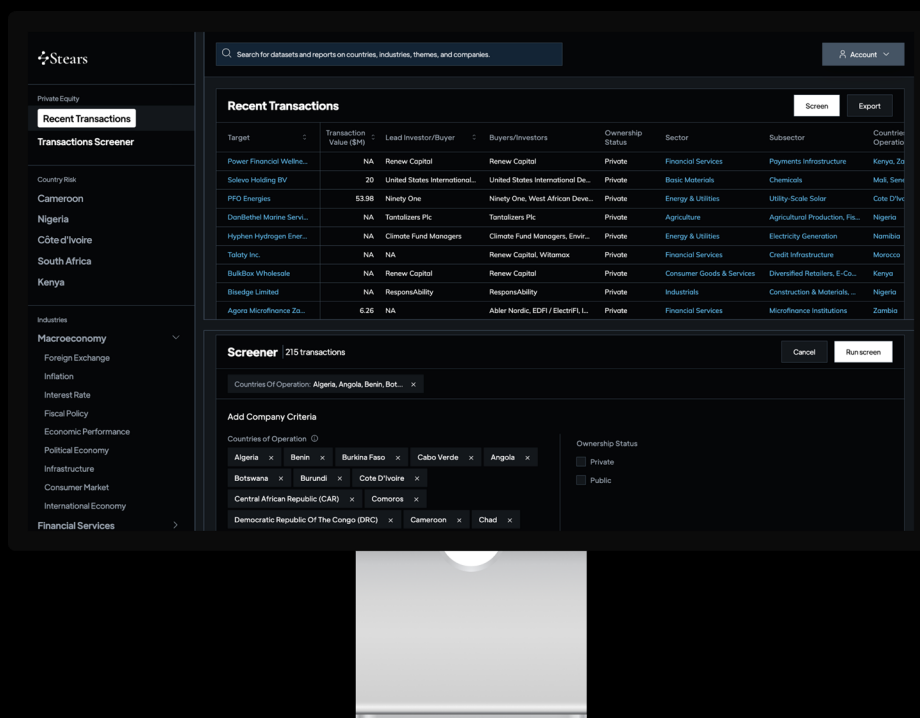 Stears
Search for datasets and reports on countries, industries, themes, and companies.
Account
Private Equity
Recent Transactions
Transactions Screener
Country Risk
Cameroon
Nigeria
Côte d'Ivoire
South Africa
Kenya
Industries
Macroeconomy
Foreign Exchange
Inflation
Interest Rate
Fiscal Policy
Economic Performance
Political Economy
Infrastructure
Consumer Market
International Economy
Financial Services
Recent Transactions
Screen Export
Target Transaction Value ($M) Lead Investor/Buyer Buyers/Investors Ownership Status Sector Subsector Countries Operatio
Power Financial Wellne... NA Renew Capital Renew Capital Private Financial Services Payments Infrastructure Kenya, Za
Soleva Holding BV 20 United States International... United States International De... Private Basic Materials Chemicals Mali, Sene
PFO Energies 53.98 Ninety One Ninety One, West African Deve... Private Energy & Utilities Utility-Scale Solar Cote D'Ivo
DanBethel Marine Servi... NA Tantalizers Plc Tantalizers Plc Private Agriculture Agricultural Production, Fis... Nigeria
Hyphen Hydrogen Ener... NA Climate Fund Managers Climate Fund Managers, Envir... Private Energy & Utilities Electricity Generation Namibia
Talaty Inc. NA NA Renew Capital, Witamax Private Financial Services Credit Infrastructure Morocco
BulkBox Wholesale NA Renew Capital Renew Capital Private Consumer Goods & Services Diversified Retailers, E-Co... Kenya
Bisedge Limited NA ResponsAbility ResponsAbility Private Industrials Construction & Materials, ... Nigeria
Agora Microfinance Za... 6.26 NA Abler Nordic, EDFI / ElectriFI, I... Private Financial Services Microfinance Institutions Zambia
Screener 215 transactions
Cancel Run screen
Countries Of Operation: Algeria, Angola, Benin, Bot... ×
Add Company Criteria
Countries of Operation
Algeria × Benin × Burkina Faso × Cabo Verde × Angola ×
Botswana × Burundi × Cote D'Ivoire ×
Central African Republic (CAR) × Comoros ×
Democratic Republic Of The Congo (DRC) × Cameroon × Chad ×
Ownership Status
Private
Public